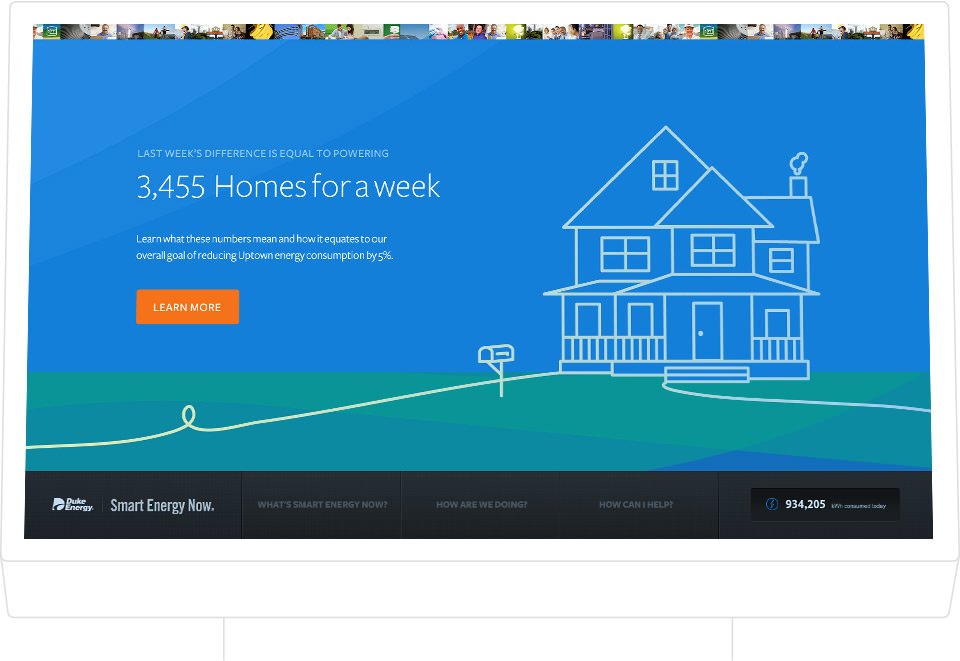 LAST WEEK'S DIFFERENCE IS EQUAL TO POWERING
3,455 Homes for a week
Learn what these numbers mean and how it equates to our
overall goal of reducing Uptown energy consumption by 5%.
LEARN MORE
Duke
Energy.
Smart Energy Now.
WHAT'S SMART ENERGY NOW?
HOW ARE WE DOING?
HOW CAN I HELP?
934,205 kWh consumed today